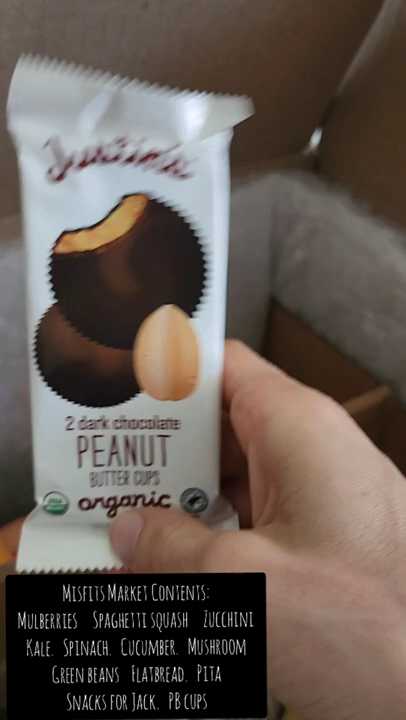 Justin's
2 dark chocolate
PEANUT
BUTTER CUPS
organic
Misfits Market Contents:
Mulberries Spaghetti squash Zucchini
Kale. Spinach. Cucumber. Mushroom
Green beans Flatbread. Pita
Snacks for Jack. PB cups